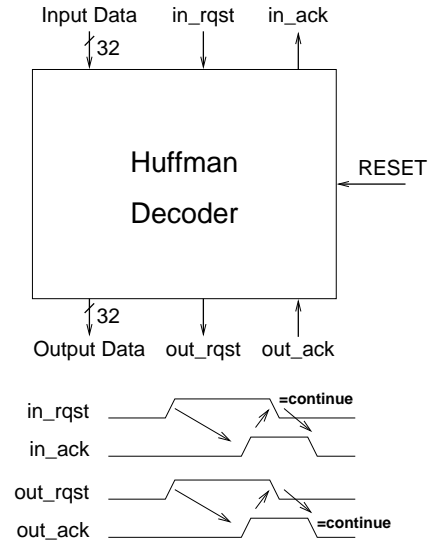 Input Data in_rqst in_ack
32
Huffman
RESET
Decoder
32
Output Data out_rqst out_ack
=continue
in_rqst
in_ack
out_rqst
=continue
out_ack